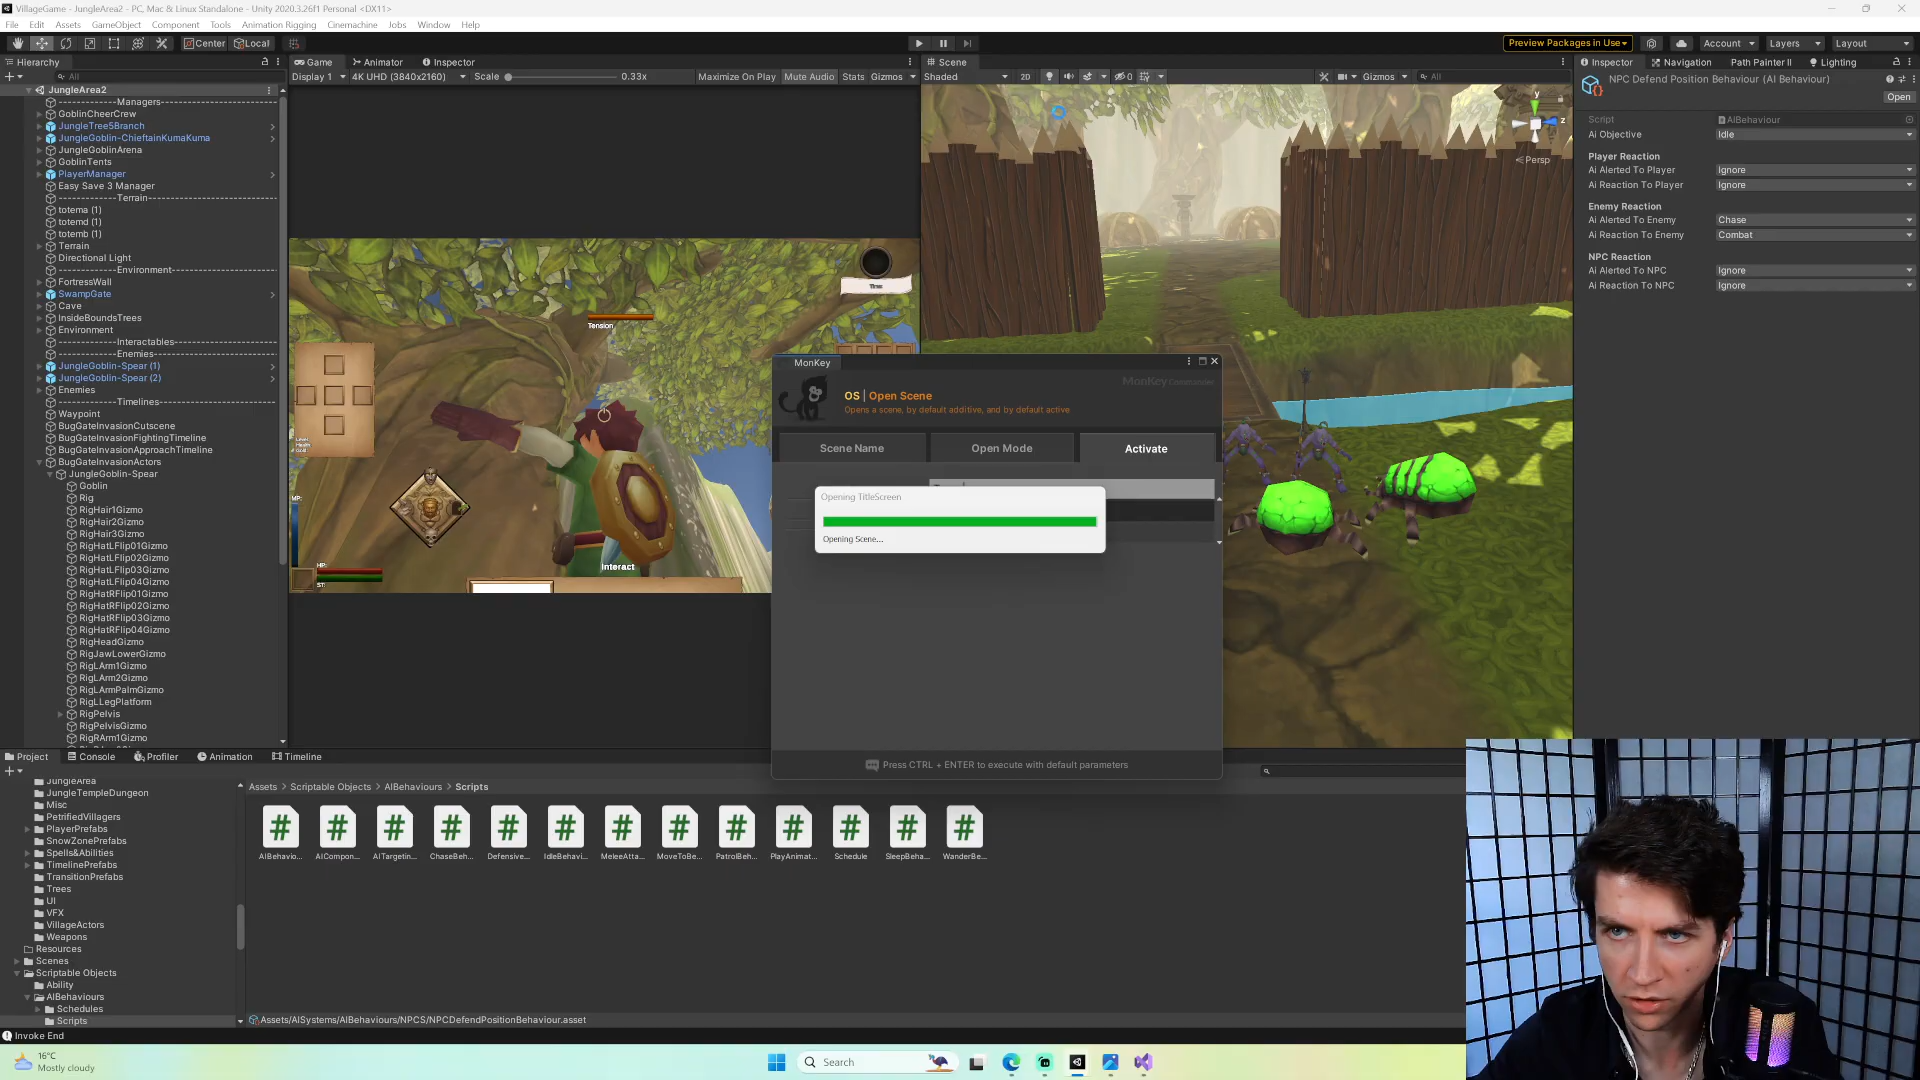 VillageGame - JungleArea2 - PC, Mac & Linux Standalone - Unity 2020.3.26f1 Personal <DX11>
File Edit Assets GameObject Component Tools Animation Rigging Cinemachine Jobs Window Help
Center Local
Preview Packages in Use
Account Layers Layout
Hierarchy
All
JungleArea2
-------------Managers-------------
GoblinCheerCrew
JungleTree5Branch
JungleGoblin-ChieftainKumaKuma
JungleGoblinArena
GoblinTents
PlayerManager
Easy Save 3 Manager
-------------Terrain-------------
totema (1)
totemd (1)
totemb (1)
Terrain
Directional Light
-------------Environment-------------
FortressWall
SwampGate
Cave
InsideBoundsTrees
Environment
-------------Interactables-------------
-------------Enemies-------------
JungleGoblin-Spear (1)
JungleGoblin-Spear (2)
Enemies
-------------Timelines-------------
Waypoint
BugGateInvasionCutscene
BugGateInvasionFightingTimeline
BugGateInvasionApproachTimeline
BugGateInvasionActors
JungleGoblin-Spear
Goblin
Rig
RigHair1Gizmo
RigHair2Gizmo
RigHair3Gizmo
RigHatLFlip01Gizmo
RigHatLFlip02Gizmo
RigHatLFlip03Gizmo
RigHatLFlip04Gizmo
RigHatRFlip01Gizmo
RigHatRFlip02Gizmo
RigHatRFlip03Gizmo
RigHatRFlip04Gizmo
RigHeadGizmo
RigJawLowerGizmo
RigLArm1Gizmo
RigLArm2Gizmo
RigLArmPalmGizmo
RigLLegPlatform
RigPelvis
RigPelvisGizmo
RigRArm1Gizmo
Game Animator Inspector
Display 1 4K UHD (3840x2160) Scale 0.33x Maximize On Play Mute Audio Stats Gizmos
Tension
Interact
MP:
HP:
ST:
Scene
Shaded 2D 0 Gizmos All
y
z
Persp
MonKey
MonKey Commander
OS | Open Scene
Opens a scene, by default additive, and by default active
Scene Name Open Mode Activate
Opening TitleScreen
Opening Scene...
Press CTRL + ENTER to execute with default parameters
Inspector Navigation Path Painter II Lighting
NPC Defend Position Behaviour (AI Behaviour)
Open
Script AIBehaviour
Ai Objective Idle
Player Reaction
Ai Alerted To Player Ignore
Ai Reaction To Player Ignore
Enemy Reaction
Ai Alerted To Enemy Chase
Ai Reaction To Enemy Combat
NPC Reaction
Ai Alerted To NPC Ignore
Ai Reaction To NPC Ignore
Project Console Profiler Animation Timeline
JungleArea
JungleTempleDungeon
Misc
PetrifiedVillagers
PlayerPrefabs
SnowZonePrefabs
Spells&Abilities
TimelinePrefabs
TransitionPrefabs
Trees
UI
VFX
VillageActors
Weapons
Resources
Scenes
Scriptable Objects
Ability
AIBehaviours
Schedules
Scripts
Assets > Scriptable Objects > AIBehaviours > Scripts
AIBehavio... AICompon... AITargetin... ChaseBeh... Defensive... IdleBehavi... MeleeAtta... MoveToBe... PatrolBeh... PlayAnimat... Schedule SleepBeha... WanderBe...
Assets/AISystems/AIBehaviours/NPCS/NPCDefendPositionBehaviour.asset
Invoke End
16°C
Mostly cloudy
Search